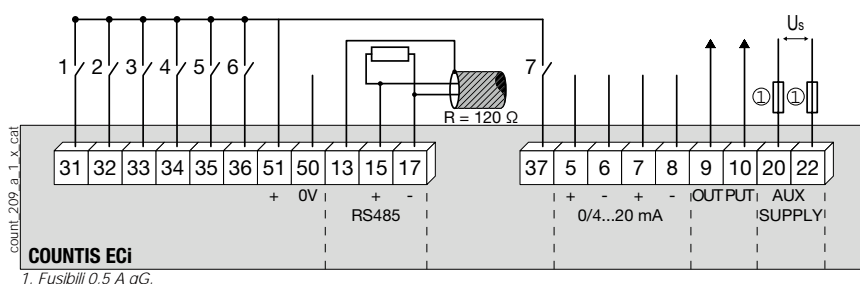 Us
1 2 3 4 5 6 7 ① ①
R = 120 Ω
31 32 33 34 35 36 51 50 13 15 17 37 5 6 7 8 9 10 20 22
+ 0V + - + - + - OUTPUT AUX
RS485 0/4...20 mA SUPPLY
COUNTIS ECi
count_209_a_1_x_cat
1. Fusibili 0,5 A gG.